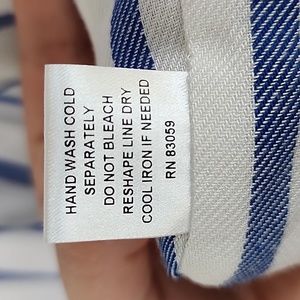 HAND WASH COLD
SEPARATELY
DO NOT BLEACH
RESHAPE LINE DRY
COOL IRON IF NEEDED
RN 83059